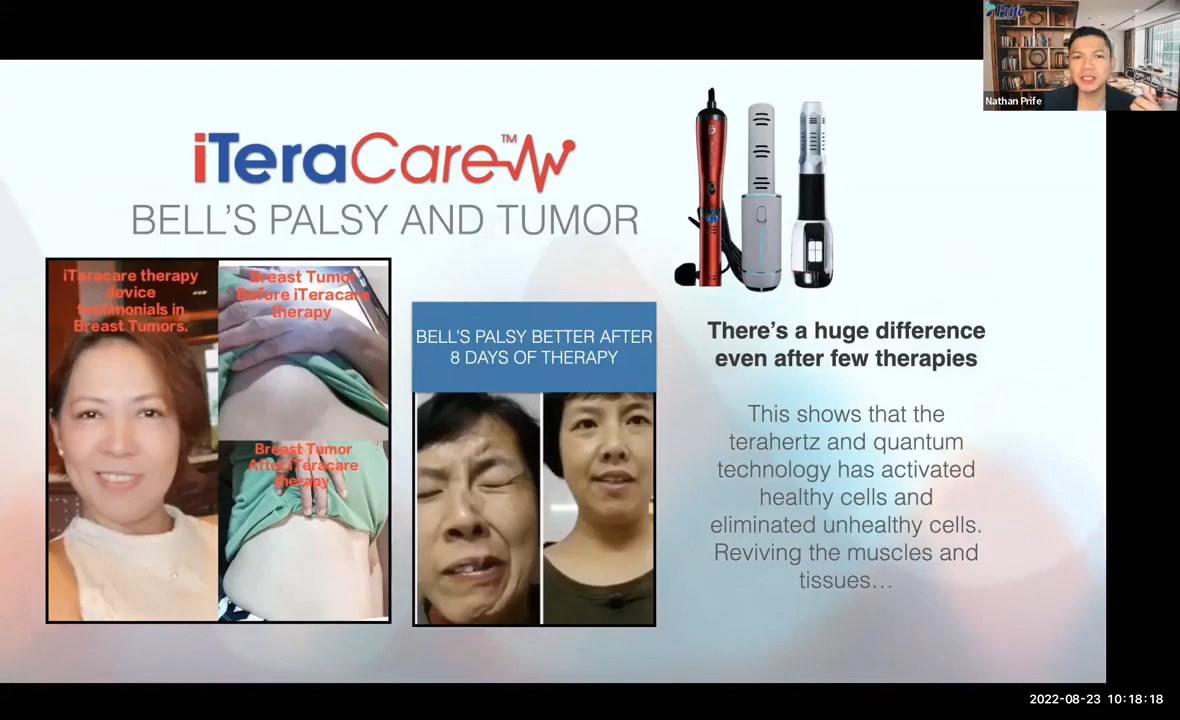 Prife
Nathan Prife
iTeraCare™
BELL'S PALSY AND TUMOR
iTeracare therapy
device
testimonials in
Breast Tumors.
Breast Tumor
Before iTeracare
therapy
Breast Tumor
After iTeracare
therapy
BELL'S PALSY BETTER AFTER
8 DAYS OF THERAPY
There's a huge difference
even after few therapies
This shows that the
terahertz and quantum
technology has activated
healthy cells and
eliminated unhealthy cells.
Reviving the muscles and
tissues...
2022-08-23 10:18:18